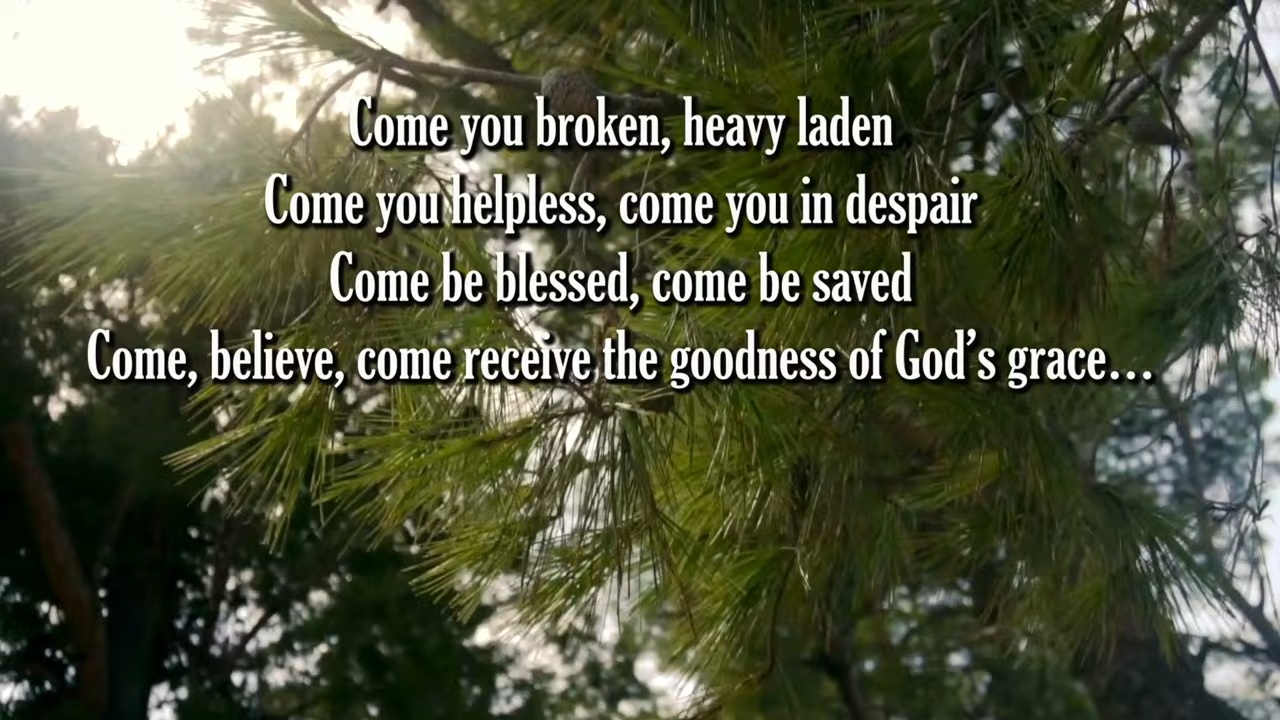 Come you broken, heavy laden
Come you helpless, come you in despair
Come be blessed, come be saved
Come, believe, come receive the goodness of God’s grace…